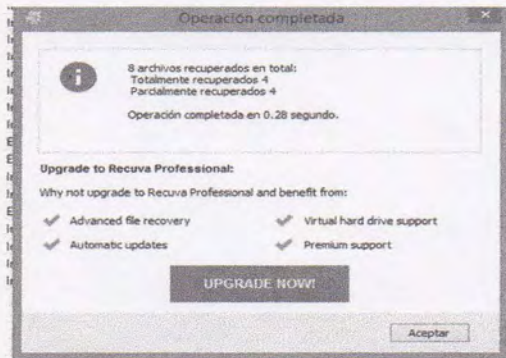 Operación completada
8 archivos recuperados en total:
Totalmente recuperados 4
Parcialmente recuperados 4
Operación completada en 0.28 segundo.
Upgrade to Recuva Professional:
Why not upgrade to Recuva Professional and benefit from:
Advanced file recovery
Virtual hard drive support
Automatic updates
Premium support
UPGRADE NOW!
Aceptar